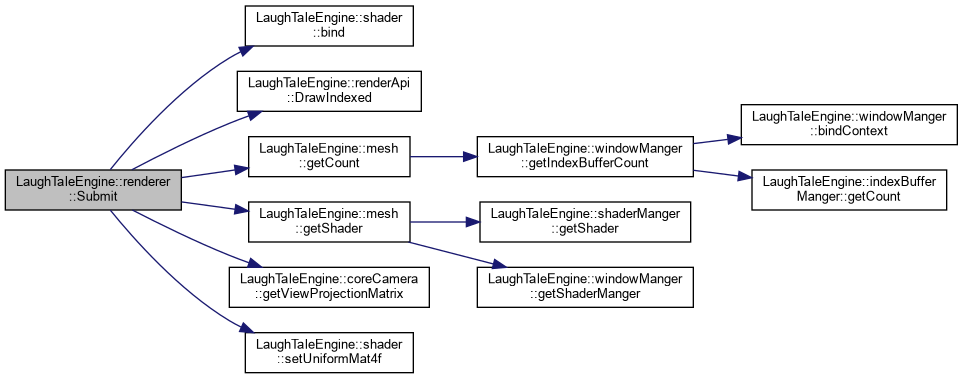 LaughTaleEngine::shader
::bind
LaughTaleEngine::renderApi
::DrawIndexed
LaughTaleEngine::windowManger
::bindContext
LaughTaleEngine::mesh
::getCount
LaughTaleEngine::windowManger
::getIndexBufferCount
LaughTaleEngine::renderer
::Submit
LaughTaleEngine::indexBuffer
Manger::getCount
LaughTaleEngine::mesh
::getShader
LaughTaleEngine::shaderManger
::getShader
LaughTaleEngine::coreCamera
::getViewProjectionMatrix
LaughTaleEngine::windowManger
::getShaderManger
LaughTaleEngine::shader
::setUniformMat4f